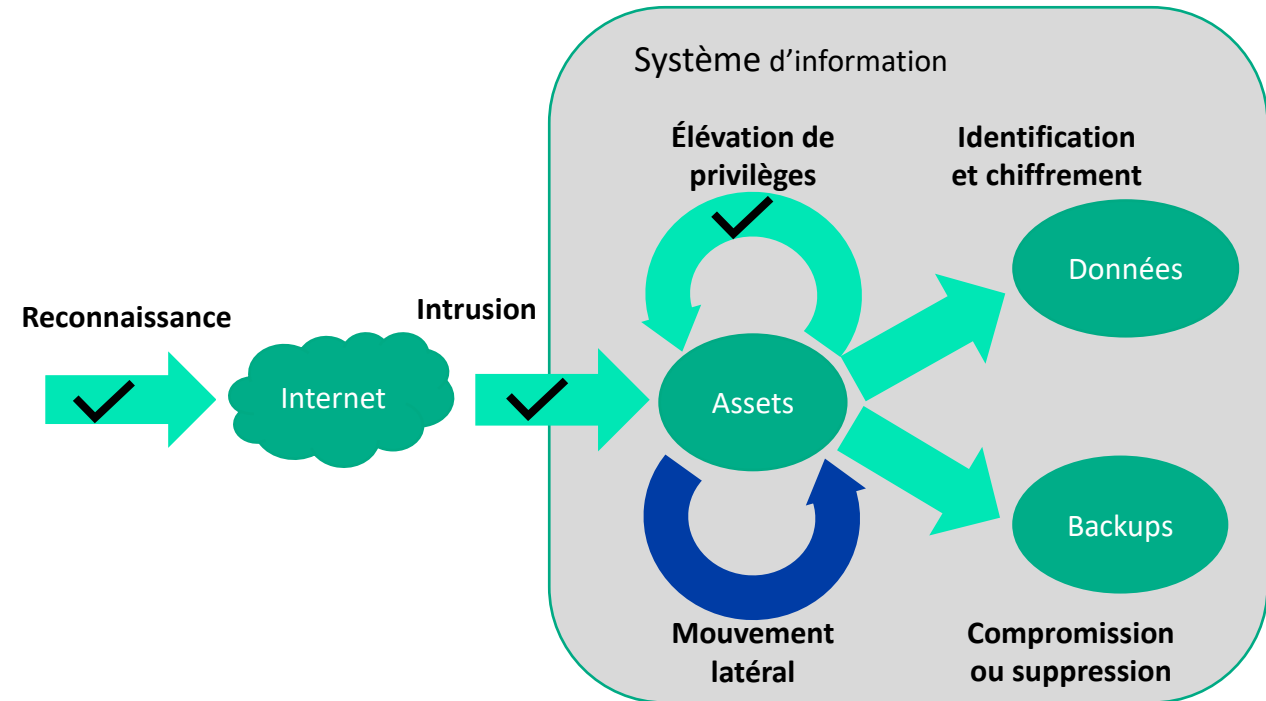 Système d’information
Élévation de
privilèges
Identification
et chiffrement
Données
Reconnaissance
Intrusion
Internet
Assets
Backups
Mouvement
latéral
Compromission
ou suppression